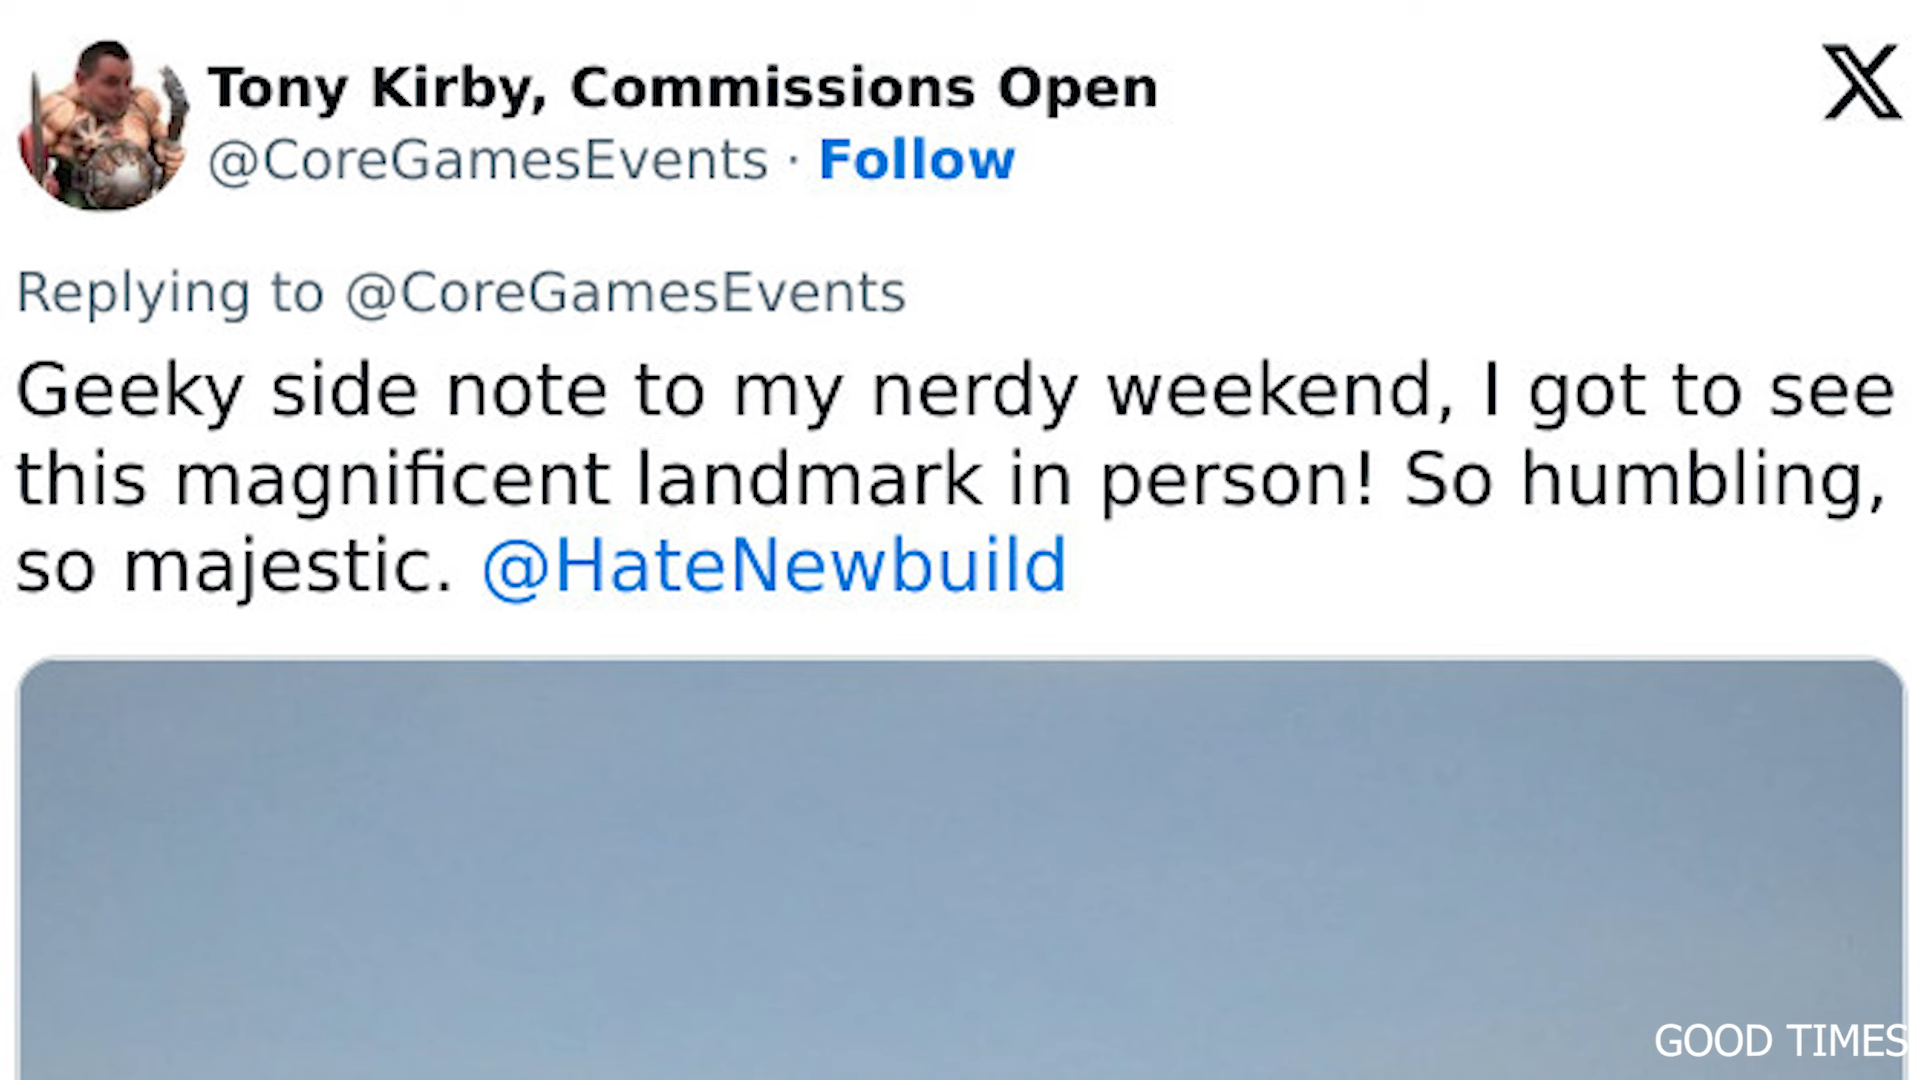 Tony Kirby, Commissions Open
@CoreGamesEvents · Follow
Replying to @CoreGamesEvents
Geeky side note to my nerdy weekend, I got to see
this magnificent landmark in person! So humbling,
so majestic. @HateNewbuild
GOOD TIMES